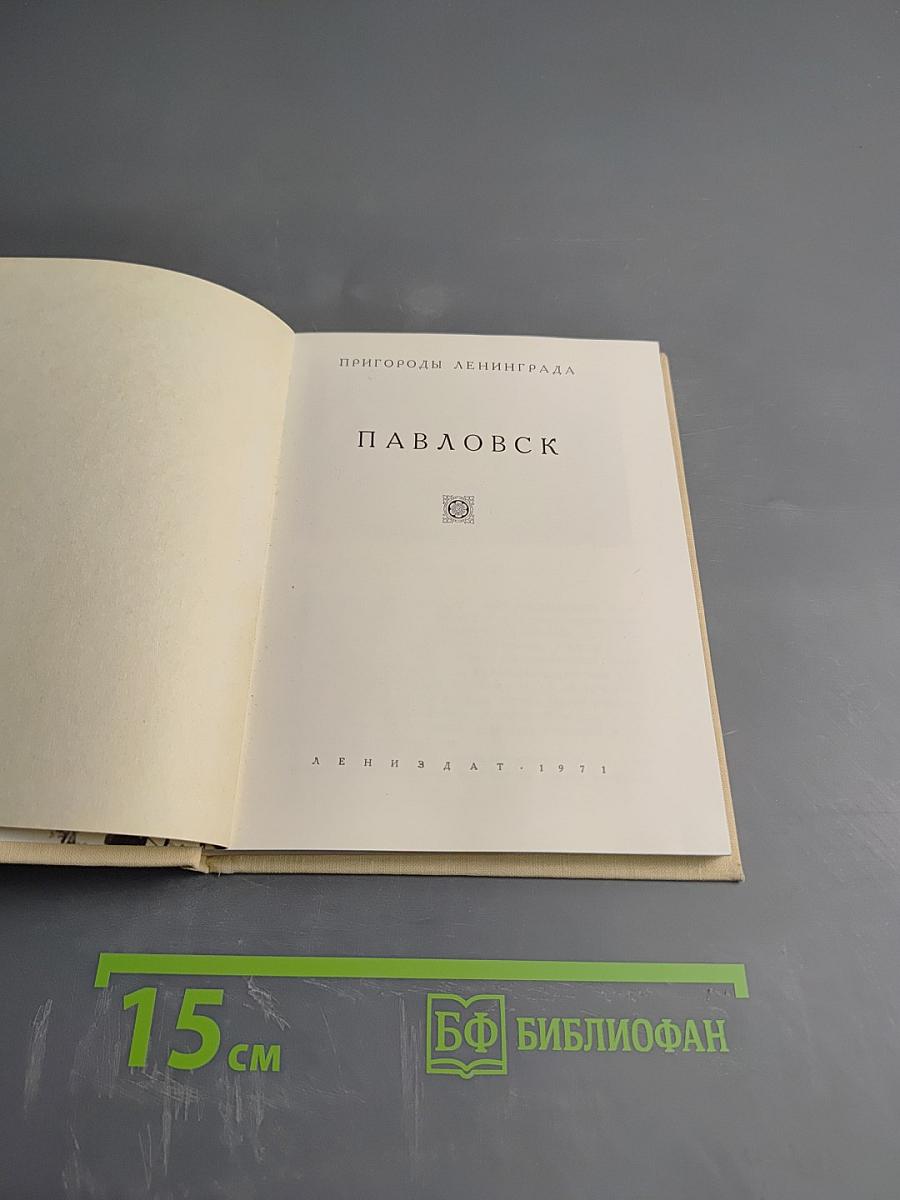 ПРИГОРОДЫ ЛЕНИНГРАДА
ПАВЛОВСК
ЛЕНИЗДАТ · 1971
15 см
БФ БИБЛИОФАН